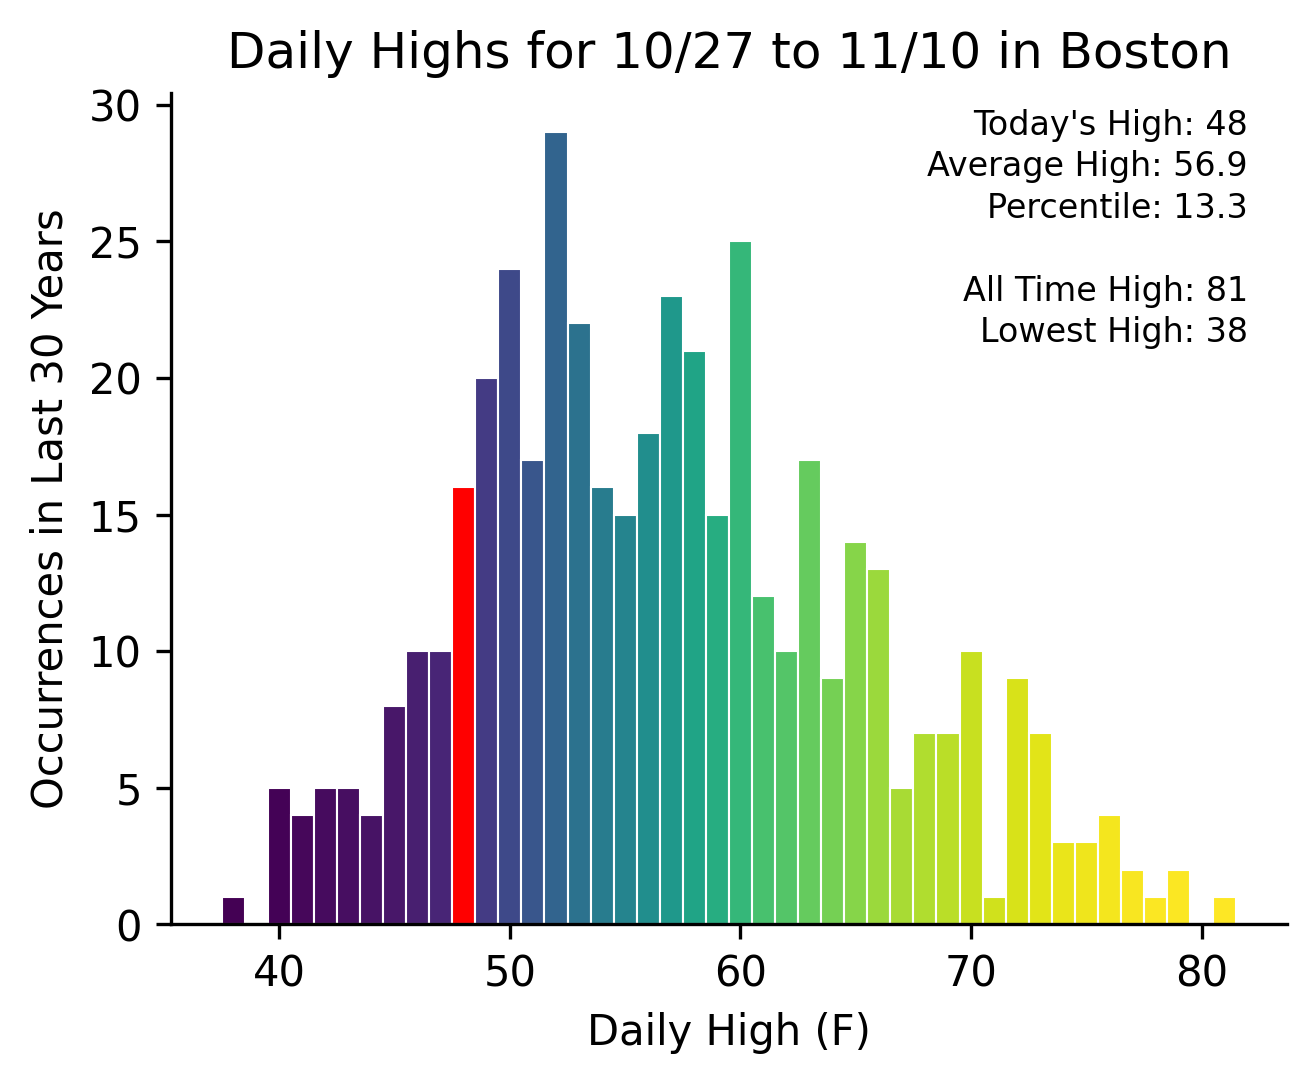 Daily Highs for 10/27 to 11/10 in Boston
Today's High: 48
Average High: 56.9
Percentile: 13.3
All Time High: 81
Lowest High: 38
Occurrences in Last 30 Years
30
25
20
15
10
5
0
40 50 60 70 80
Daily High (F)